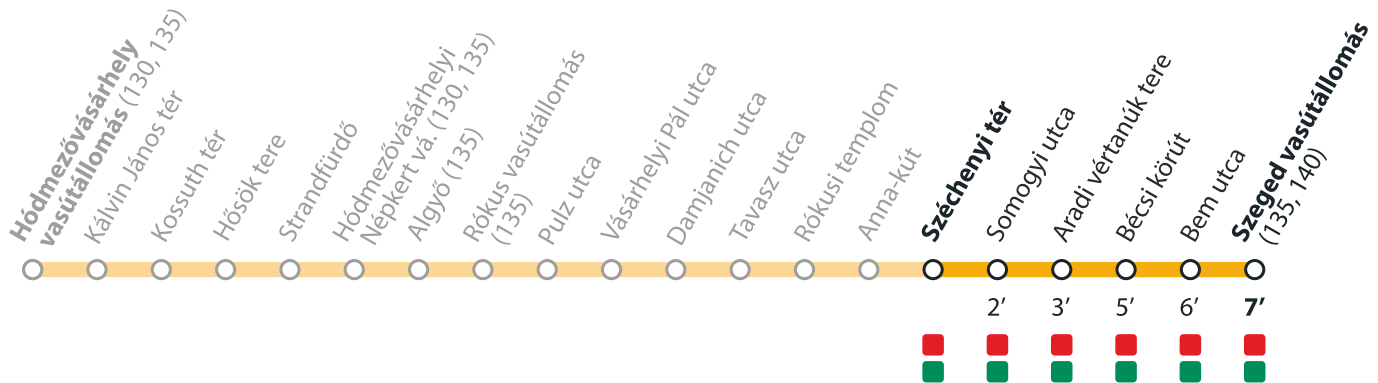 Hódmezővásárhely
vasútállomás (130, 135)
Kálvin János tér
Kossuth tér
Hősök tere
Strandfürdő
Hódmezővásárhelyi
Népkert vá. (130, 135)
Algyő (135)
Rókus vasútállomás
(135)
Pulz utca
Vásárhelyi Pál utca
Damjanich utca
Tavasz utca
Rókusi templom
Anna-kút
Széchenyi tér
Somogyi utca
Aradi vértanúk tere
Bécsi körút
Bem utca
Szeged vasútállomás
(135, 140)
2’ 3’ 5’ 6’ 7’